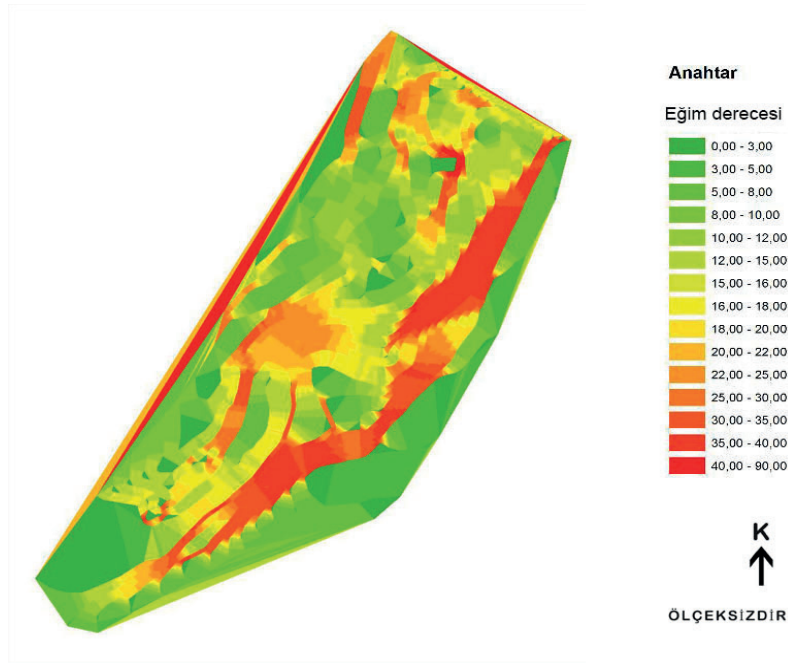 Anahtar
Eğim derecesi
0,00 - 3,00
3,00 - 5,00
5,00 - 8,00
8,00 - 10,00
10,00 - 12,00
12,00 - 15,00
15,00 - 16,00
16,00 - 18,00
18,00 - 20,00
20,00 - 22,00
22,00 - 25,00
25,00 - 30,00
30,00 - 35,00
35,00 - 40,00
40,00 - 90,00
K
ÖLÇEKSİZDİR